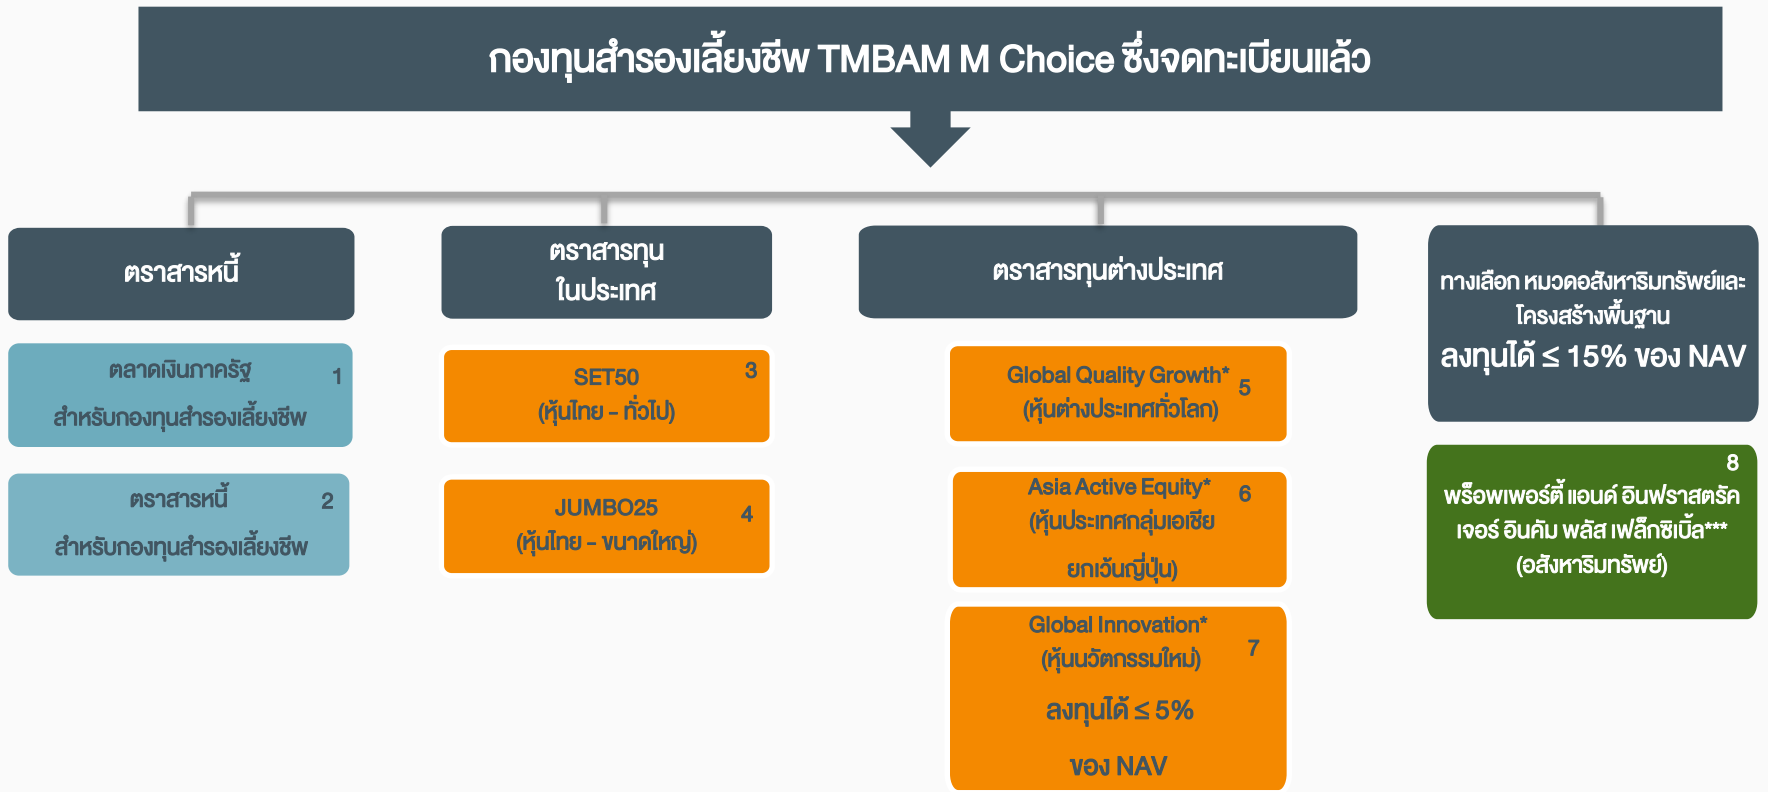 กองทุนสำรองเลี้ยงชีพ TMBAM M Choice ซึ่งจดทะเบียนแล้ว
ตราสารหนี้
ตลาดเงินภาครัฐ 1
สำหรับกองทุนสำรองเลี้ยงชีพ
ตราสารหนี้ 2
สำหรับกองทุนสำรองเลี้ยงชีพ
ตราสารทุน
ในประเทศ
SET50 3
(หุ้นไทย - ทั่วไป)
JUMBO25 4
(หุ้นไทย - ขนาดใหญ่)
ตราสารทุนต่างประเทศ
Global Quality Growth* 5
(หุ้นต่างประเทศทั่วโลก)
Asia Active Equity* 6
(หุ้นประเทศกลุ่มเอเชีย
ยกเว้นญี่ปุ่น)
Global Innovation* 7
(หุ้นนวัตกรรมใหม่)
ลงทุนได้ ≤ 5%
ของ NAV
ทางเลือก หมวดอสังหาริมทรัพย์และ
โครงสร้างพื้นฐาน
ลงทุนได้ ≤ 15% ของ NAV
8
พร็อพเพอร์ตี้ แอนด์ อินฟราสตรัค
เจอร์ อินคัม พลัส เฟล็กซิเบิ้ล***
(อสังหาริมทรัพย์)